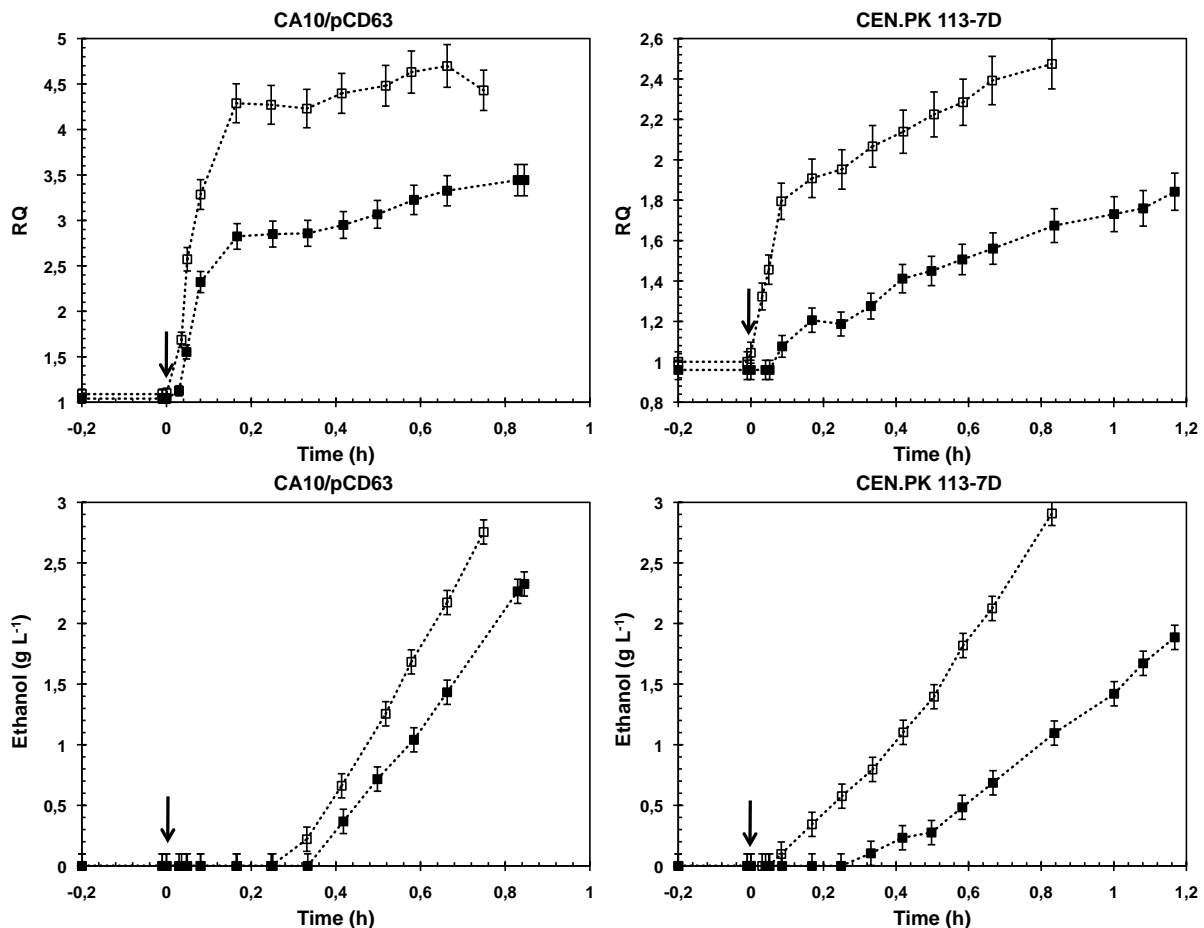 CA10/pCD63
CEN.PK 113-7D
5
4,5
4
3,5
3
2,5
2
1,5
1
RQ
-0,2 0 0,2 0,4 0,6 0,8 1
Time (h)
2,6
2,4
2,2
2
1,8
1,6
1,4
1,2
1
0,8
RQ
-0,2 0 0,2 0,4 0,6 0,8 1 1,2
Time (h)
CA10/pCD63
CEN.PK 113-7D
3
2,5
2
1,5
1
0,5
0
Ethanol (g L-1)
-0,2 0 0,2 0,4 0,6 0,8 1
Time (h)
3
2,5
2
1,5
1
0,5
0
Ethanol (g L-1)
-0,2 0 0,2 0,4 0,6 0,8 1 1,2
Time (h)